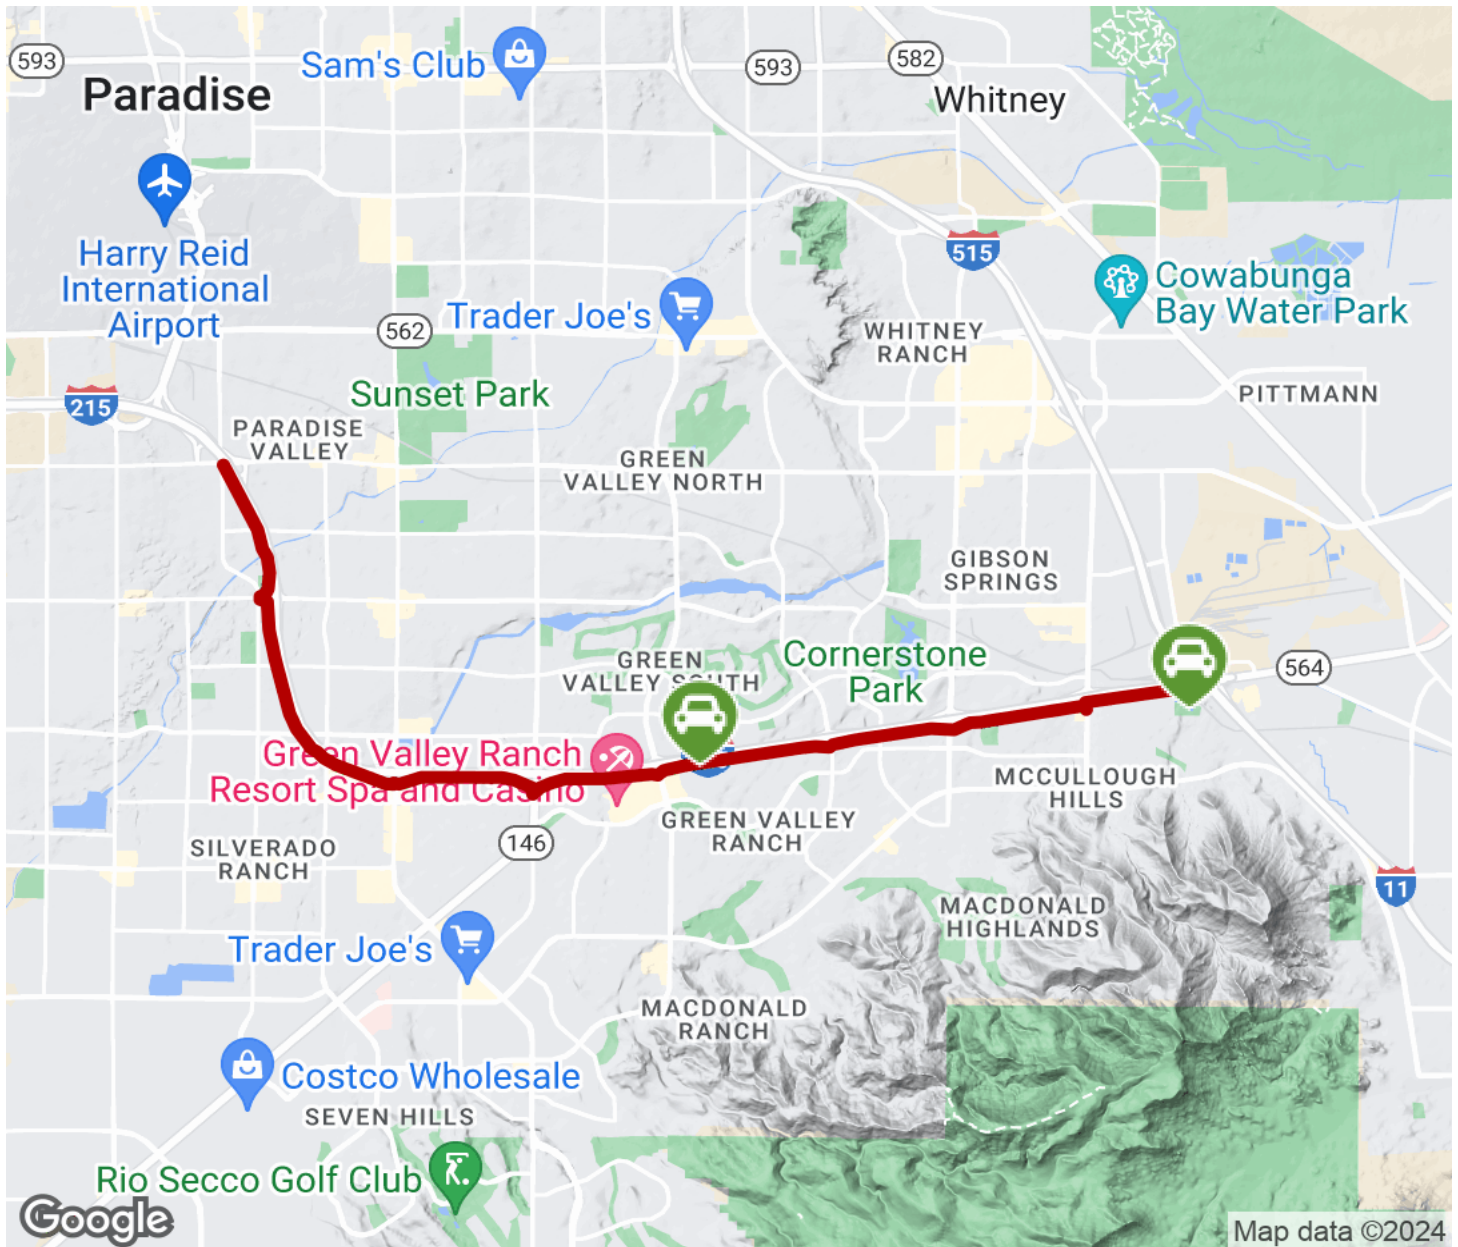 593
Sam's Club
593
582
Paradise
Whitney
Harry Reid
International
Airport
515
Cowabunga
Bay Water Park
Trader Joe's
562
WHITNEY
RANCH
Sunset Park
215
PITTMANN
PARADISE
VALLEY
GREEN
VALLEY NORTH
GIBSON
SPRINGS
GREEN
VALLEY SOUTH
Cornerstone
Park
564
Green Valley Ranch
Resort Spa and Casino
MCCULLOUGH
HILLS
GREEN VALLEY
RANCH
146
SILVERADO
RANCH
11
MACDONALD
HIGHLANDS
Trader Joe's
MACDONALD
RANCH
Costco Wholesale
SEVEN HILLS
Rio Secco Golf Club
Google
Map data ©2024